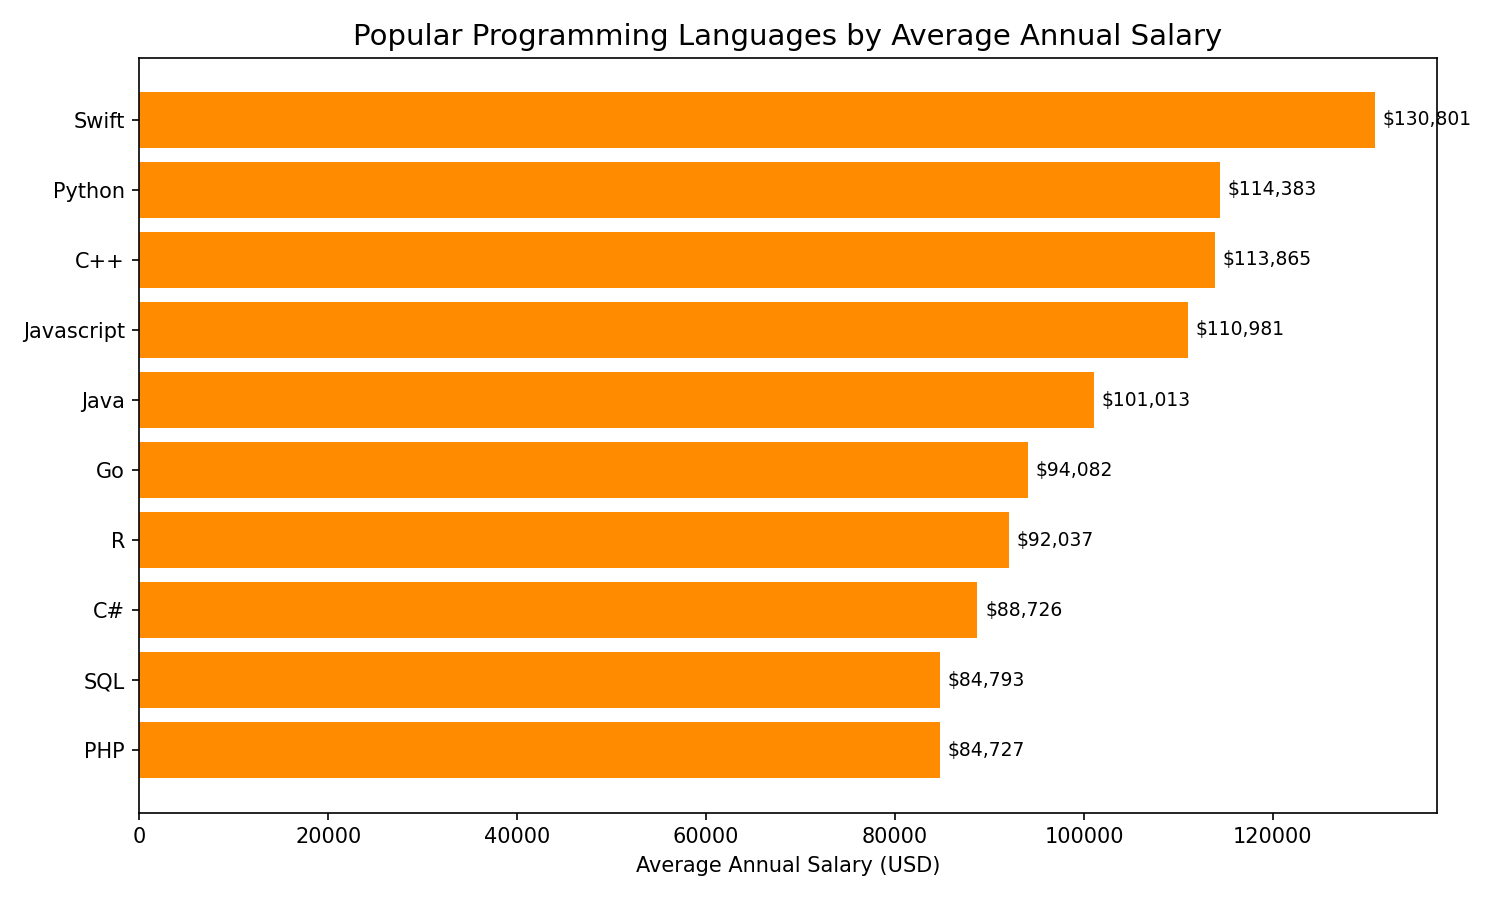 Popular Programming Languages by Average Annual Salary
Swift $130,801
Python $114,383
C++ $113,865
Javascript $110,981
Java $101,013
Go $94,082
R $92,037
C# $88,726
SQL $84,793
PHP $84,727
0 20000 40000 60000 80000 100000 120000
Average Annual Salary (USD)